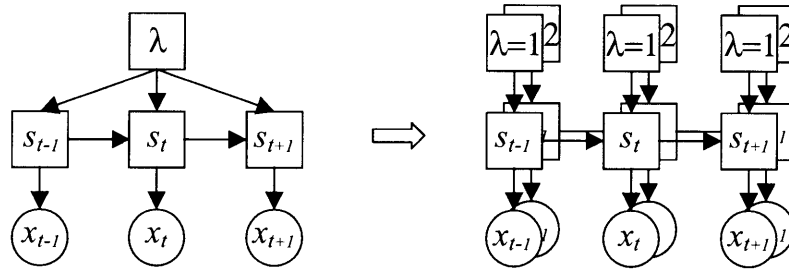 λ
λ=1 2 λ=1 2 λ=1 2
s_{t-1} s_t s_{t+1}
s_{t-1} 1 s_t s_{t+1} 1
x_{t-1} x_t x_{t+1}
x_{t-1} 1 x_t x_{t+1}